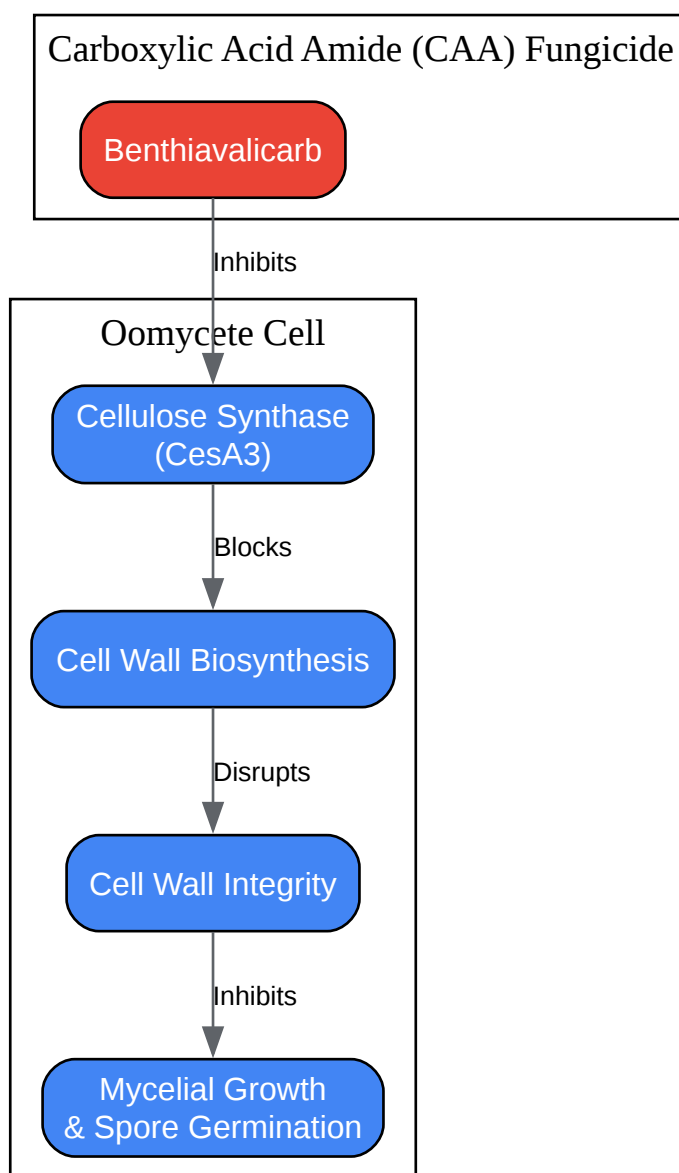 Carboxylic Acid Amide (CAA) Fungicide
Benthiavalicarb
Inhibits
Oomycete Cell
Cellulose Synthase
(CesA3)
Blocks
Cell Wall Biosynthesis
Disrupts
Cell Wall Integrity
Inhibits
Mycelial Growth
& Spore Germination